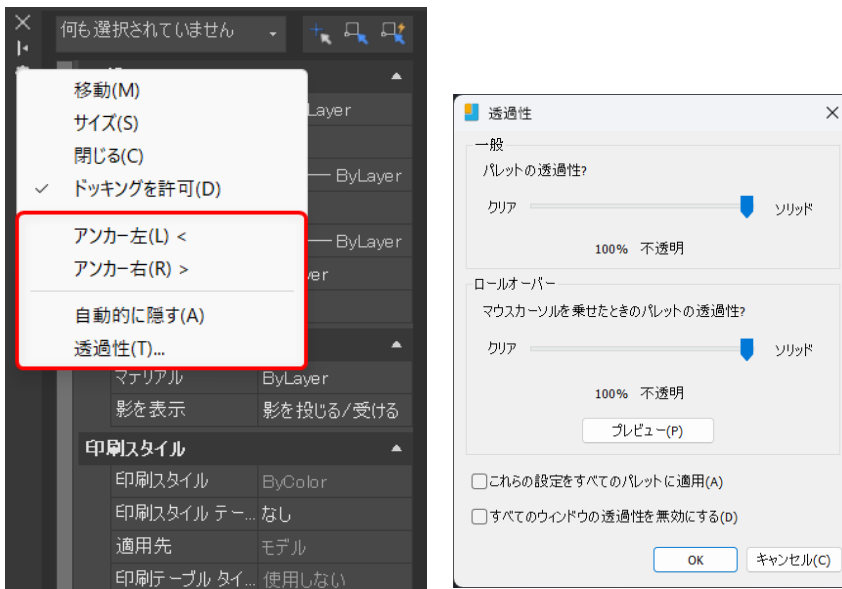 何も選択されていません
移動(M)
サイズ(S)
閉じる(C)
ドッキングを許可(D)
アンカー左(L) <
アンカー右(R) >
自動的に隠す(A)
透過性(T)...
Layer
ByLayer
ByLayer
マテリアル ByLayer
影を表示 影を投じる/受ける
印刷スタイル
印刷スタイル ByColor
印刷スタイル テー... なし
適用先 モデル
印刷テーブル タイ... 使用しない
透過性
一般
パレットの透過性?
クリア ソリッド
100% 不透明
ロールオーバー
マウスカーソルを乗せたときのパレットの透過性?
クリア ソリッド
100% 不透明
プレビュー(P)
これらの設定をすべてのパレットに適用(A)
すべてのウィンドウの透過性を無効にする(D)
OK キャンセル(C)